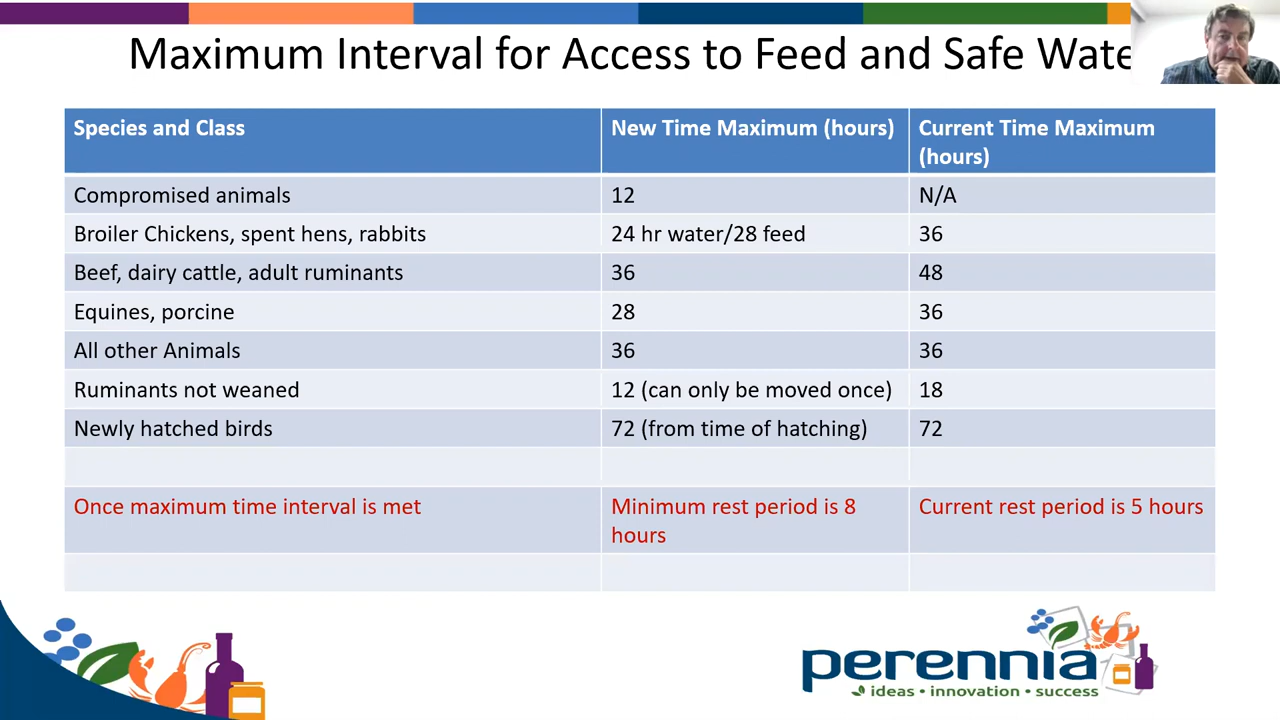 Maximum Interval for Access to Feed and Safe Wate
Species and Class
New Time Maximum (hours)
Current Time Maximum
(hours)
Compromised animals
12
N/A
Broiler Chickens, spent hens, rabbits
24 hr water/28 feed
36
Beef, dairy cattle, adult ruminants
36
48
Equines, porcine
28
36
All other Animals
36
36
Ruminants not weaned
12 (can only be moved once)
18
Newly hatched birds
72 (from time of hatching)
72
Once maximum time interval is met
Minimum rest period is 8
hours
Current rest period is 5 hours
perennia
ideas • innovation • success